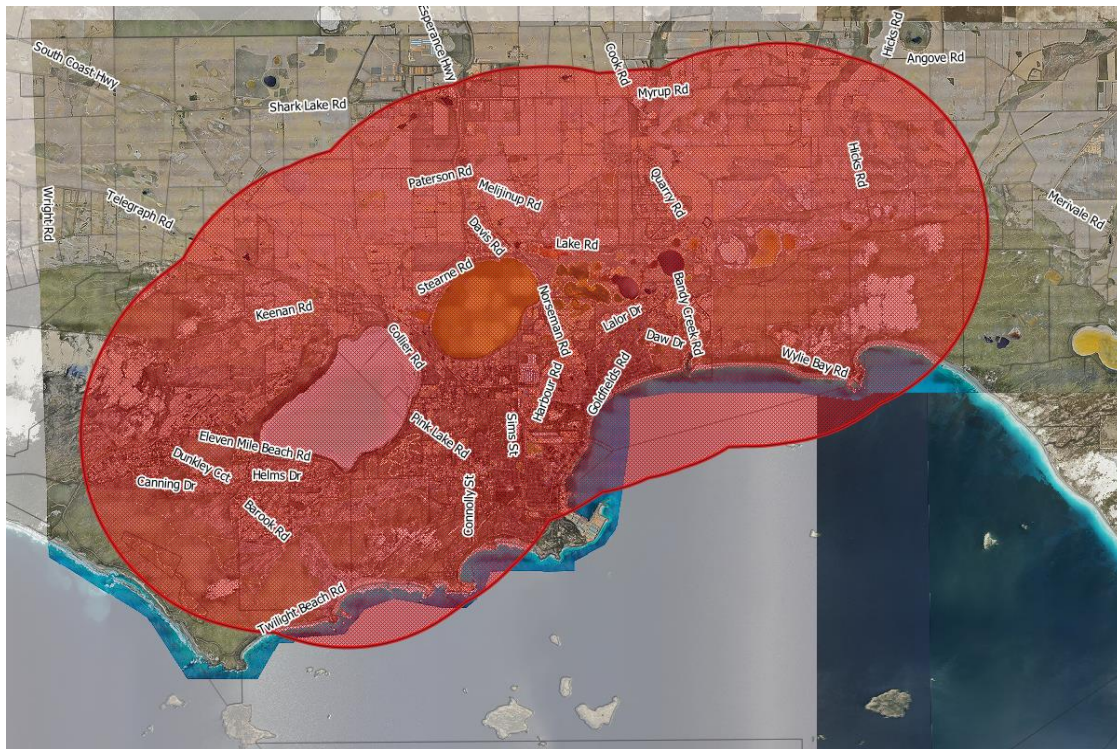 Esperance Hwy
Hicks Rd
South Coast Hwy
Cook Rd
Angove Rd
Myrup Rd
Shark Lake Rd
Paterson Rd
Melijinup Rd
Quarry Rd
Hicks Rd
Wright Rd
Telegraph Rd
Merivale Rd
Davis Rd
Lake Rd
Stearne Rd
Keenan Rd
Norseman Rd
Bandy Creek Rd
Lalor Dr
Collier Rd
Daw Dr
Wylie Bay Rd
Harbour Rd
Goldfields Rd
Pink Lake Rd
Sims St
Eleven Mile Beach Rd
Dunkley Cct
Helms Dr
Canning Dr
Connolly St
Barook Rd
Twilight Beach Rd